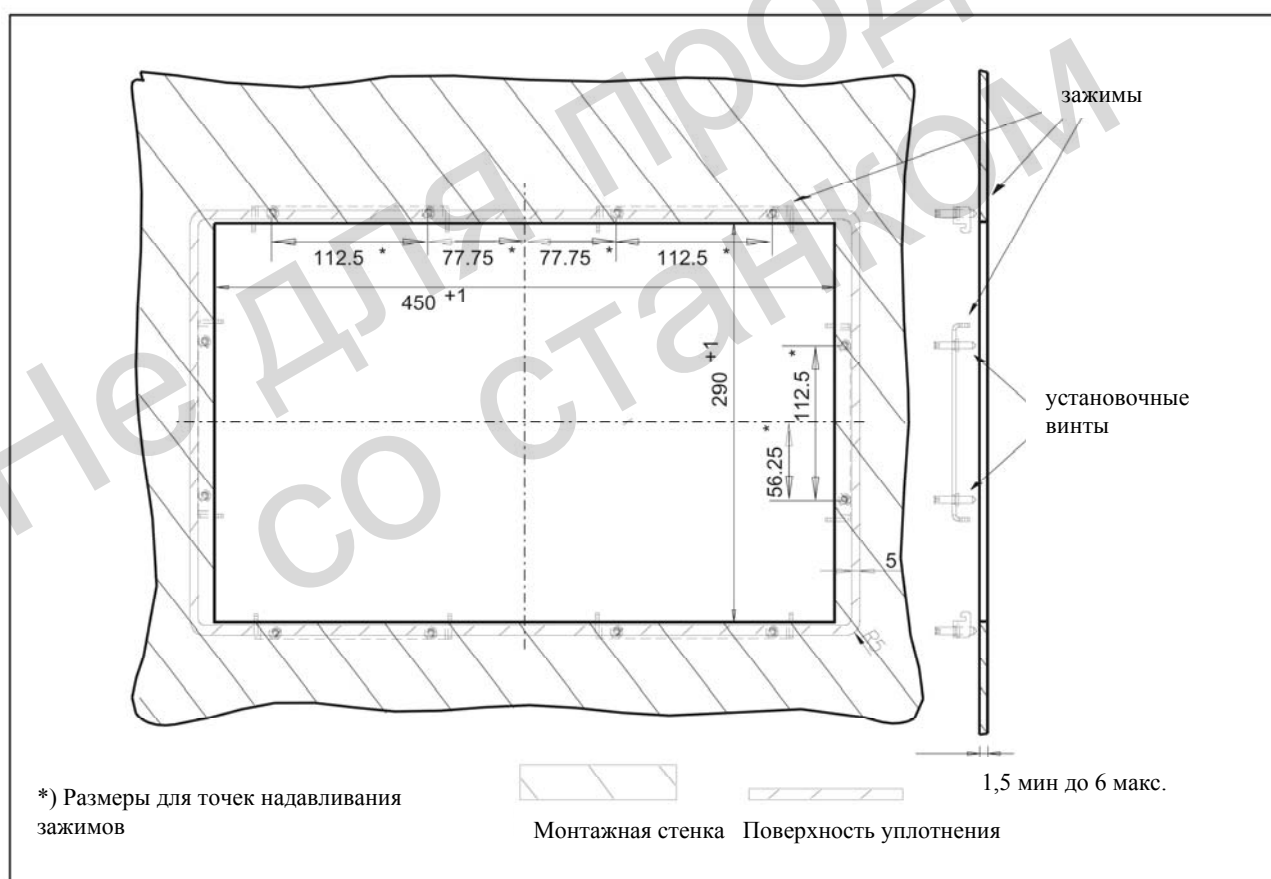 Не для прод
со станком
зажимы
112.5 *
77.75 *
77.75 *
112.5 *
450 +1
290 +1
112.5 *
56.25 *
установочные
винты
5
R5
1,5 мин до 6 макс.
*) Размеры для точек надавливания
зажимов
Монтажная стенка
Поверхность уплотнения